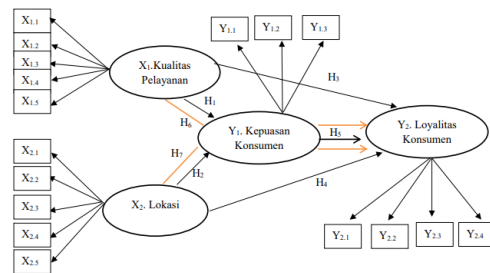 X1.1
X1.2
X1.3
X1.4
X1.5
X1.Kualitas
Pelayanan
Y1.1
Y1.2
Y1.3
H3
H1
H6
Y1. Kepuasan
Konsumen
H5
Y2. Loyalitas
Konsumen
H7
H2
H4
X2.1
X2.2
X2.3
X2.4
X2.5
X2. Lokasi
Y2.1
Y2.2
Y2.3
Y2.4